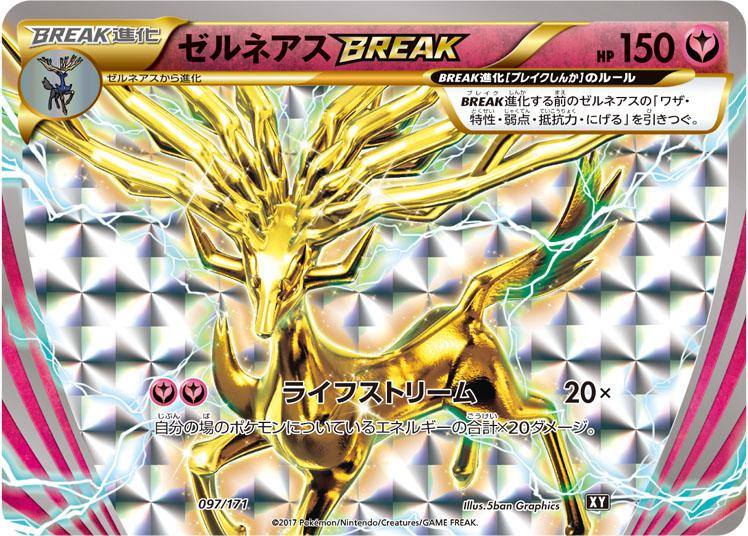 BREAK進化
ゼルネアスBREAK
HP 150
ゼルネアスから進化
BREAK進化【ブレイクしんか】のルール
BREAK進化する前のゼルネアスの「ワザ・
特性・弱点・抵抗力・にげる」を引きつぐ。
ライフストリーム 20×
自分の場のポケモンについているエネルギーの合計×20ダメージ。
097/171
Illus.5ban Graphics
XY
©2017 Pokémon/Nintendo/Creatures/GAME FREAK.